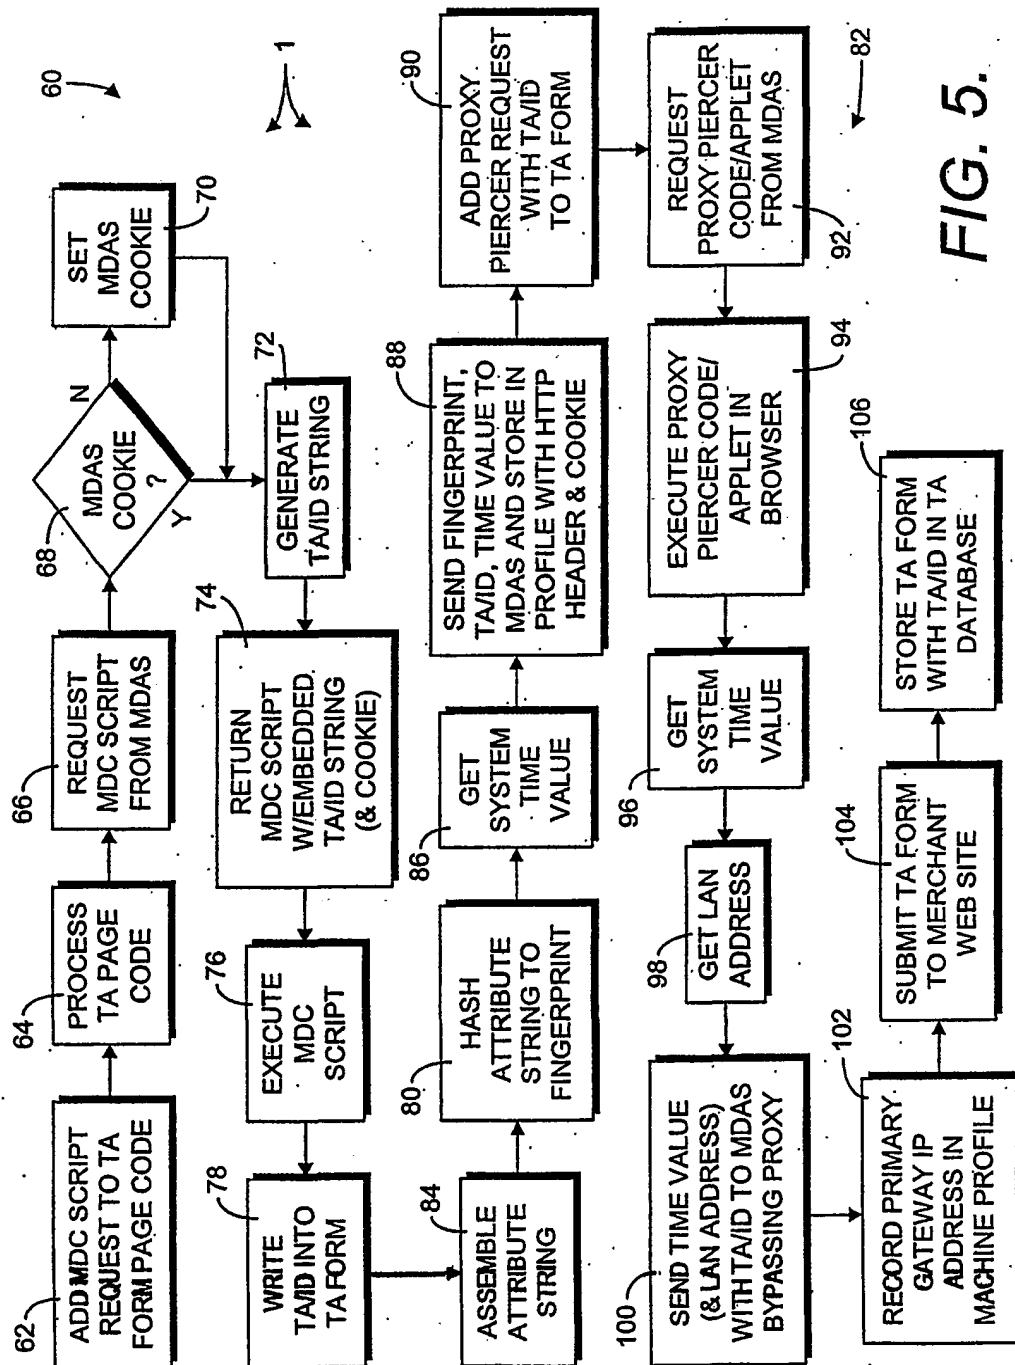 60
1
62
ADD MDC SCRIPT
REQUEST TO TA
FORM PAGE CODE
64
PROCESS
TA PAGE
CODE
66
REQUEST
MDC SCRIPT
FROM MDAS
68
MDAS
COOKIE
?
N
Y
70
SET
MDAS
COOKIE
72
GENERATE
TA/ID STRING
74
RETURN
MDC SCRIPT
W/EMBEDDED
TA/ID STRING
(& COOKIE)
76
EXECUTE
MDC
SCRIPT
78
WRITE
TA/ID INTO
TA FORM
84
ASSEMBLE
ATTRIBUTE
STRING
80
HASH
ATTRIBUTE
STRING TO
FINGERPRINT
86
GET
SYSTEM
TIME
VALUE
88
SEND FINGERPRINT,
TA/ID, TIME VALUE TO
MDAS AND STORE IN
PROFILE WITH HTTP
HEADER & COOKIE
90
ADD PROXY
PIERCER REQUEST
WITH TA/ID
TO TA FORM
92
REQUEST
PROXY PIERCER
CODE/APPLET
FROM MDAS
94
EXECUTE PROXY
PIERCER CODE/
APPLET IN
BROWSER
96
GET
SYSTEM
TIME
VALUE
98
GET LAN
ADDRESS
100
SEND TIME VALUE
(& LAN ADDRESS)
WITH TA/ID TO MDAS
BYPASSING PROXY
102
RECORD PRIMARY
GATEWAY IP
ADDRESS IN
MACHINE PROFILE
104
SUBMIT TA FORM
TO MERCHANT
WEB SITE
106
STORE TA FORM
WITH TA/ID IN TA
DATABASE
82
FIG. 5.